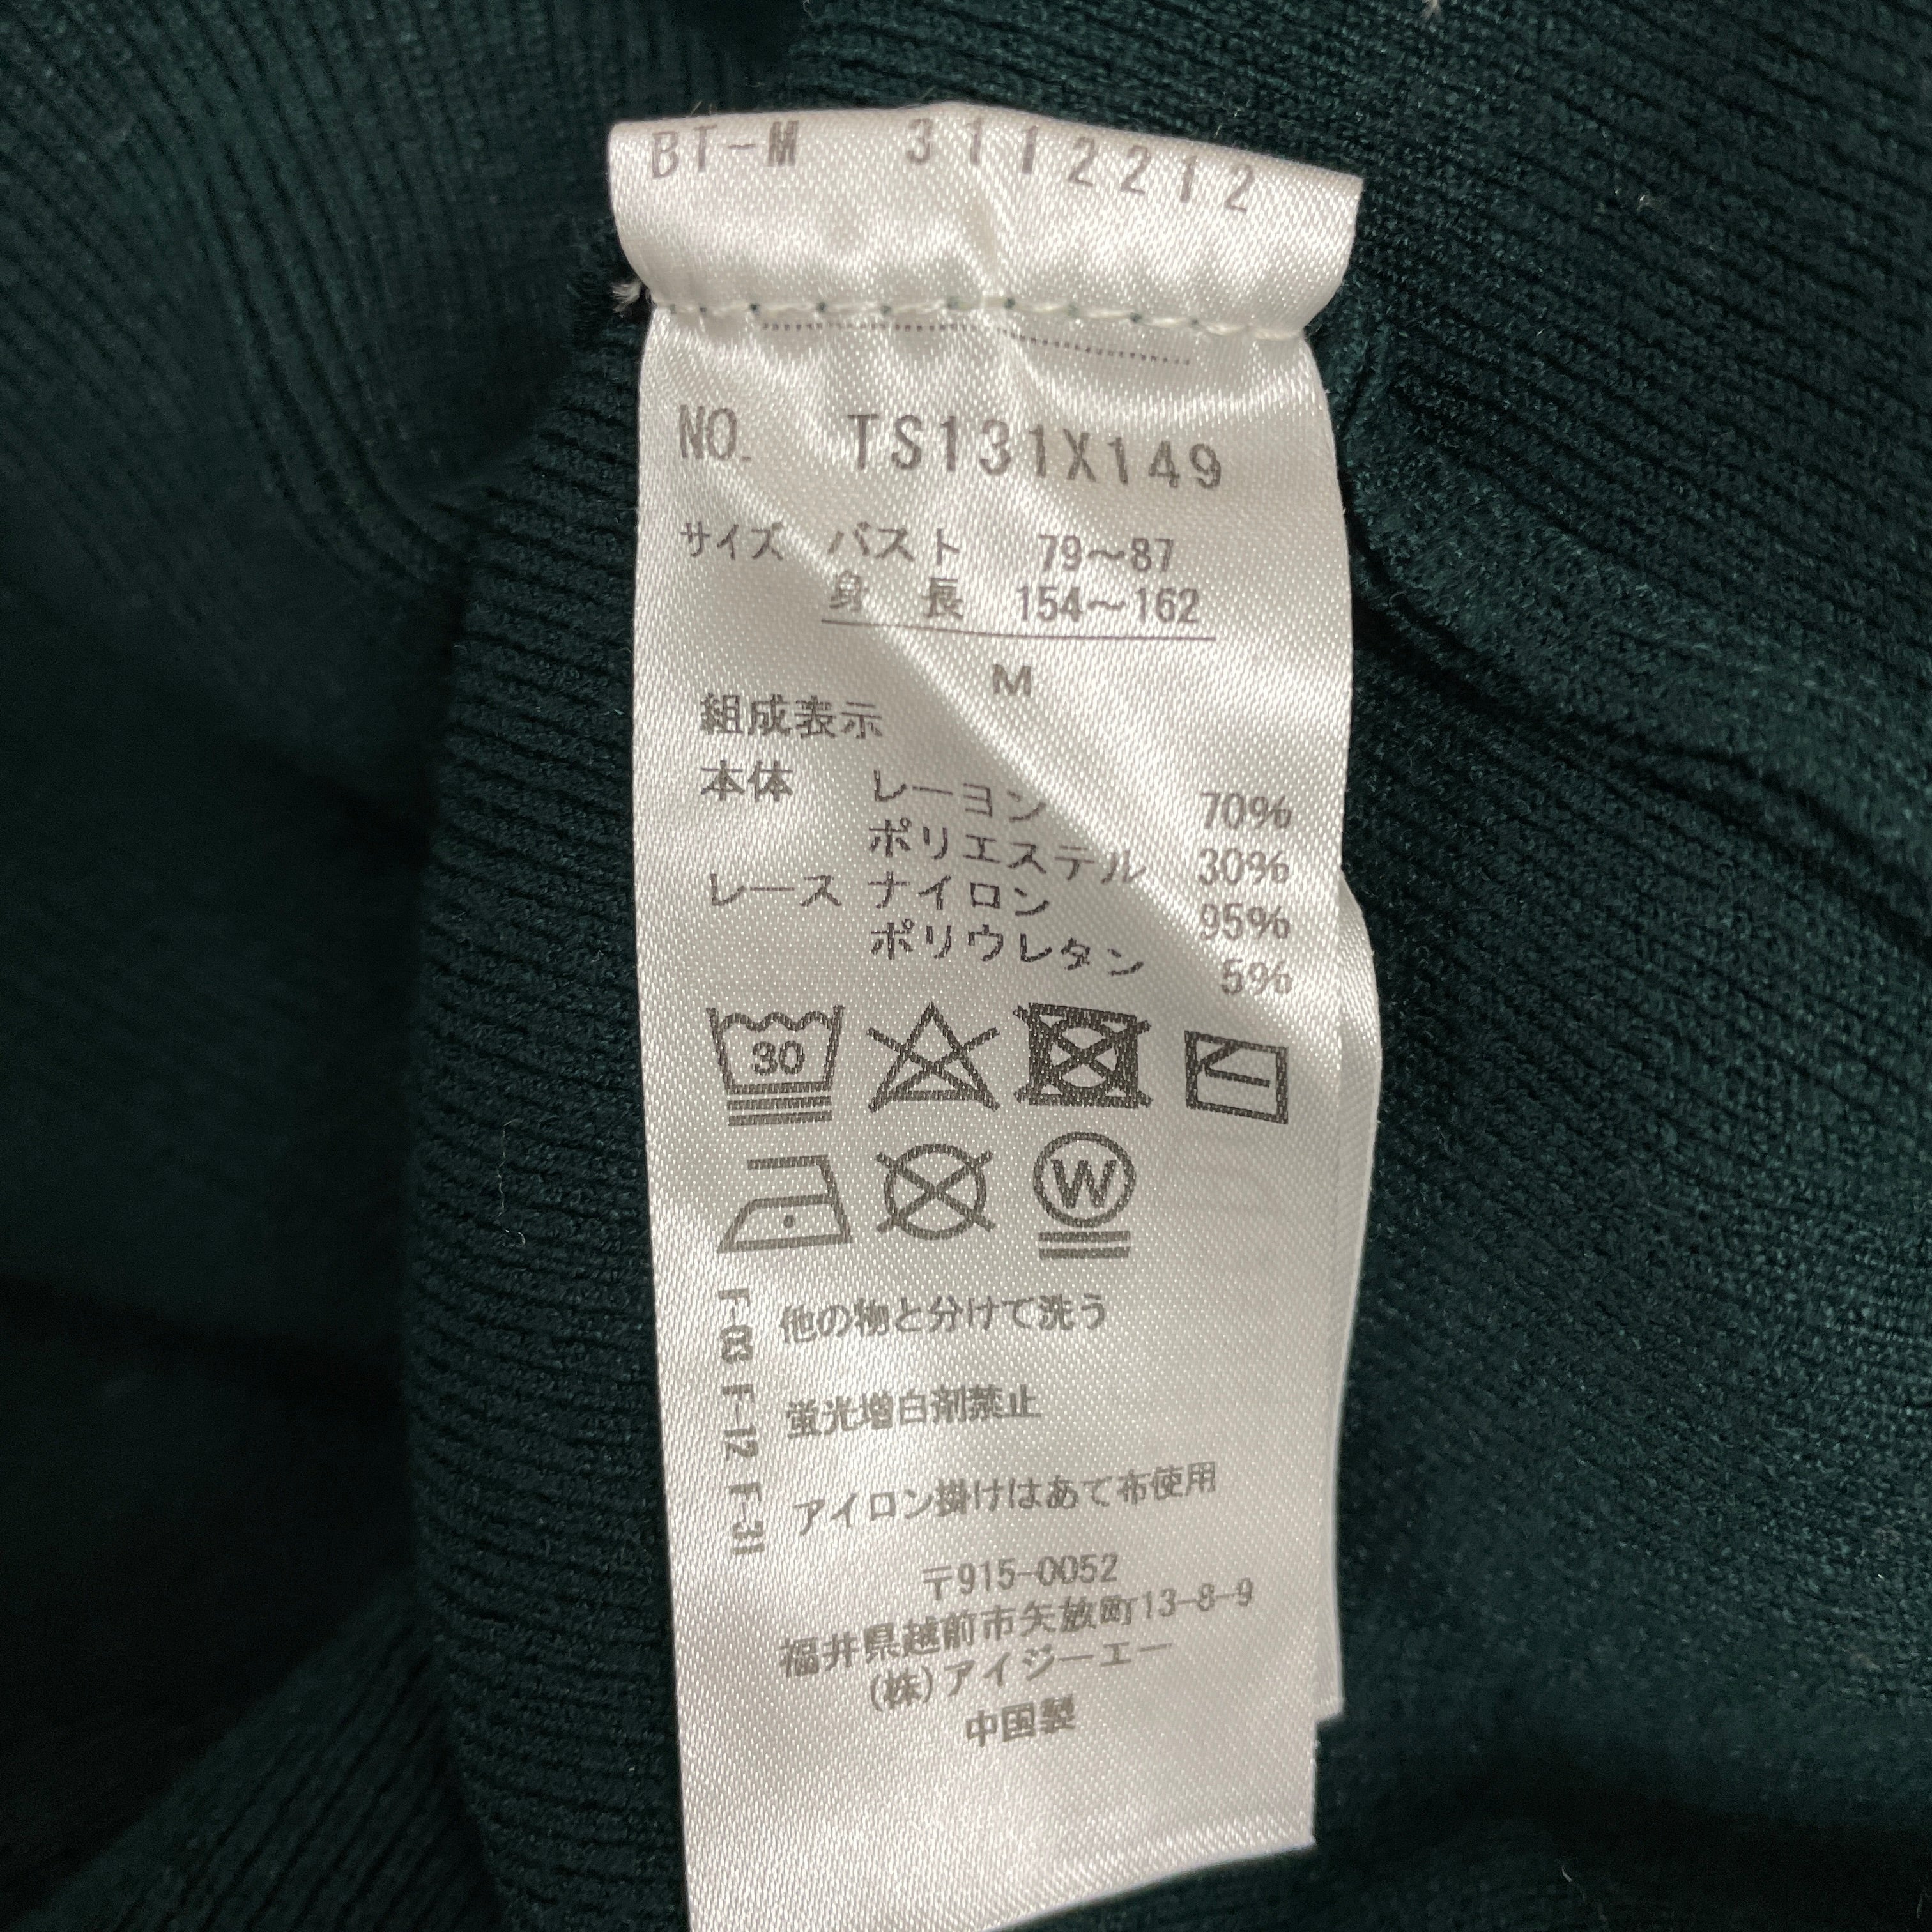 BT-M 3112212
NO. TS131X149
サイズ バスト 79〜87
身 長 154〜162
M
組成表示
本体 レーヨン 70%
ポリエステル 30%
レース ナイロン 95%
ポリウレタン 5%
30
W
F-03 他の物と分けて洗う
F-12 蛍光増白剤禁止
F-31 アイロン掛けはあて布使用
〒915-0052
福井県越前市矢放町13-8-9
(株)アイジーエー
中国製